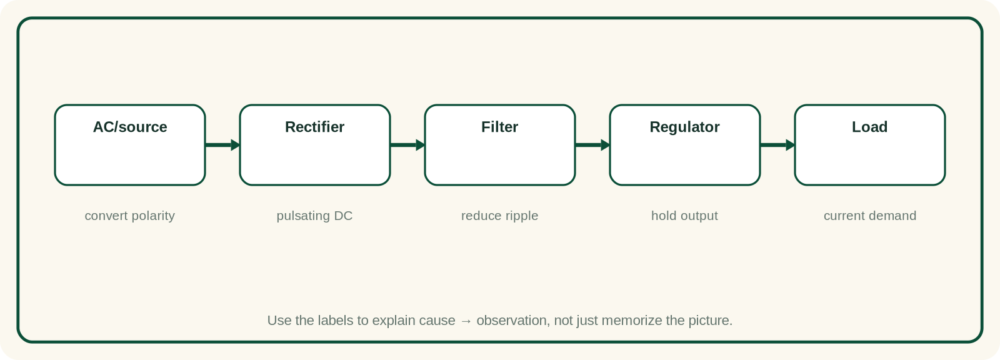 AC/source
Rectifier
Filter
Regulator
Load
convert polarity
pulsating DC
reduce ripple
hold output
current demand
Use the labels to explain cause → observation, not just memorize the picture.